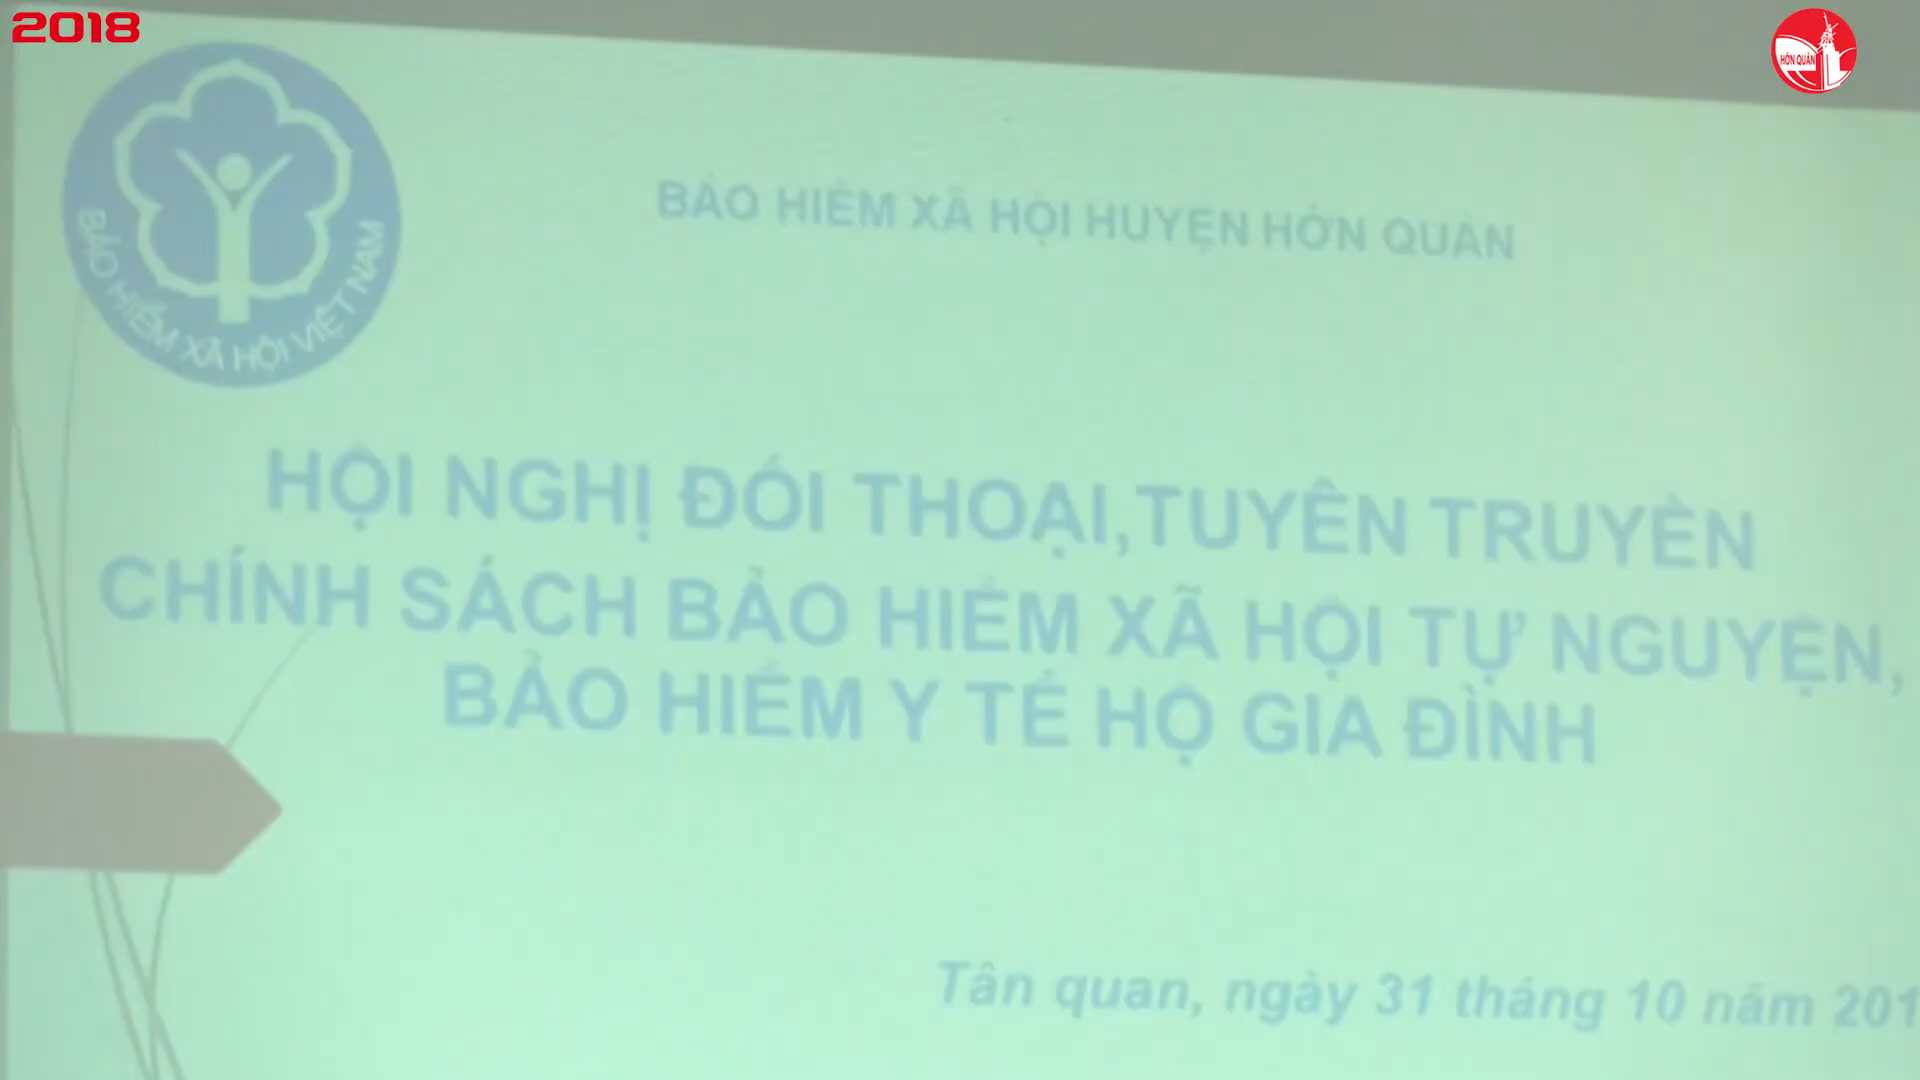 2018
HỚN QUẢN
BẢO HIỂM XÃ HỘI VIỆT NAM
BẢO HIỂM XÃ HỘI HUYỆN HỚN QUẢN
HỘI NGHỊ ĐỐI THOẠI,TUYÊN TRUYỀN
CHÍNH SÁCH BẢO HIỂM XÃ HỘI TỰ NGUYỆN,
BẢO HIỂM Y TẾ HỘ GIA ĐÌNH
Tân quan, ngày 31 tháng 10 năm 201